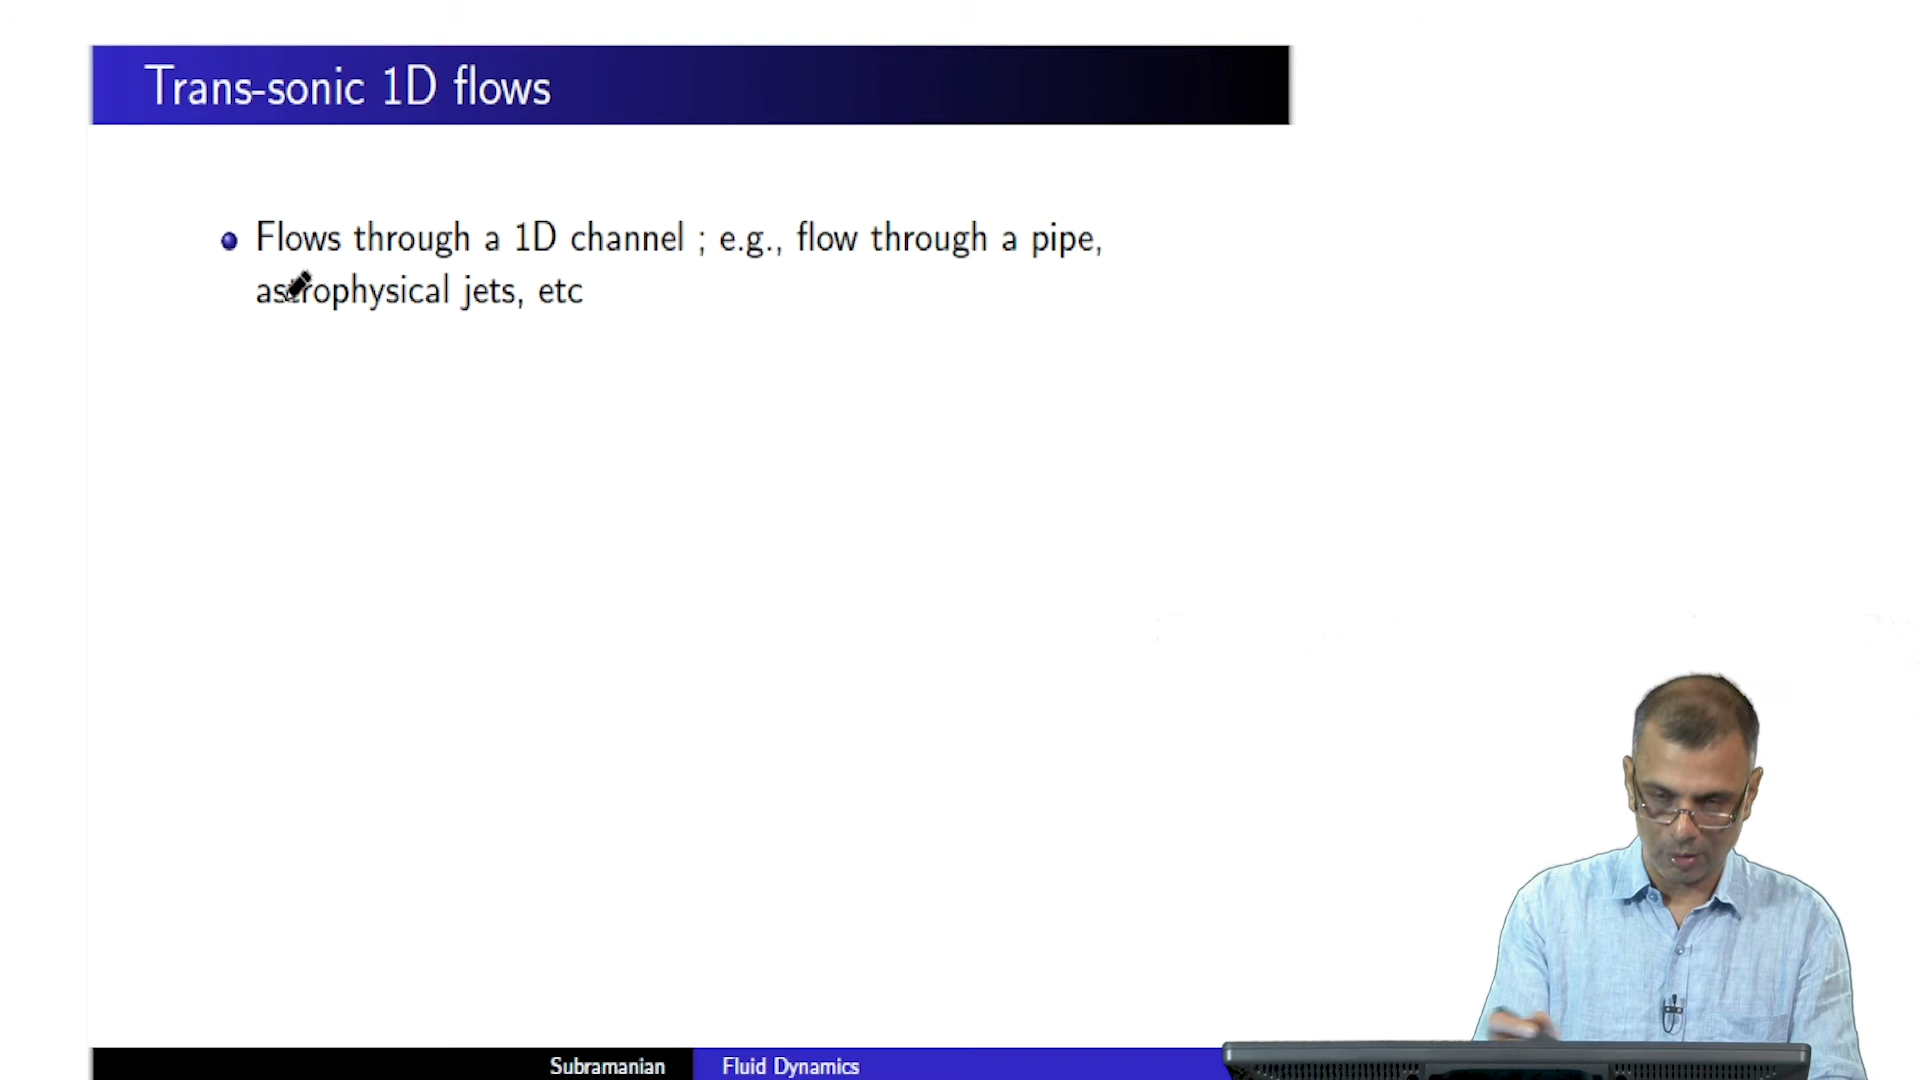 Trans-sonic 1D flows
Flows through a 1D channel ; e.g., flow through a pipe,
astrophysical jets, etc
Subramanian
Fluid Dynamics